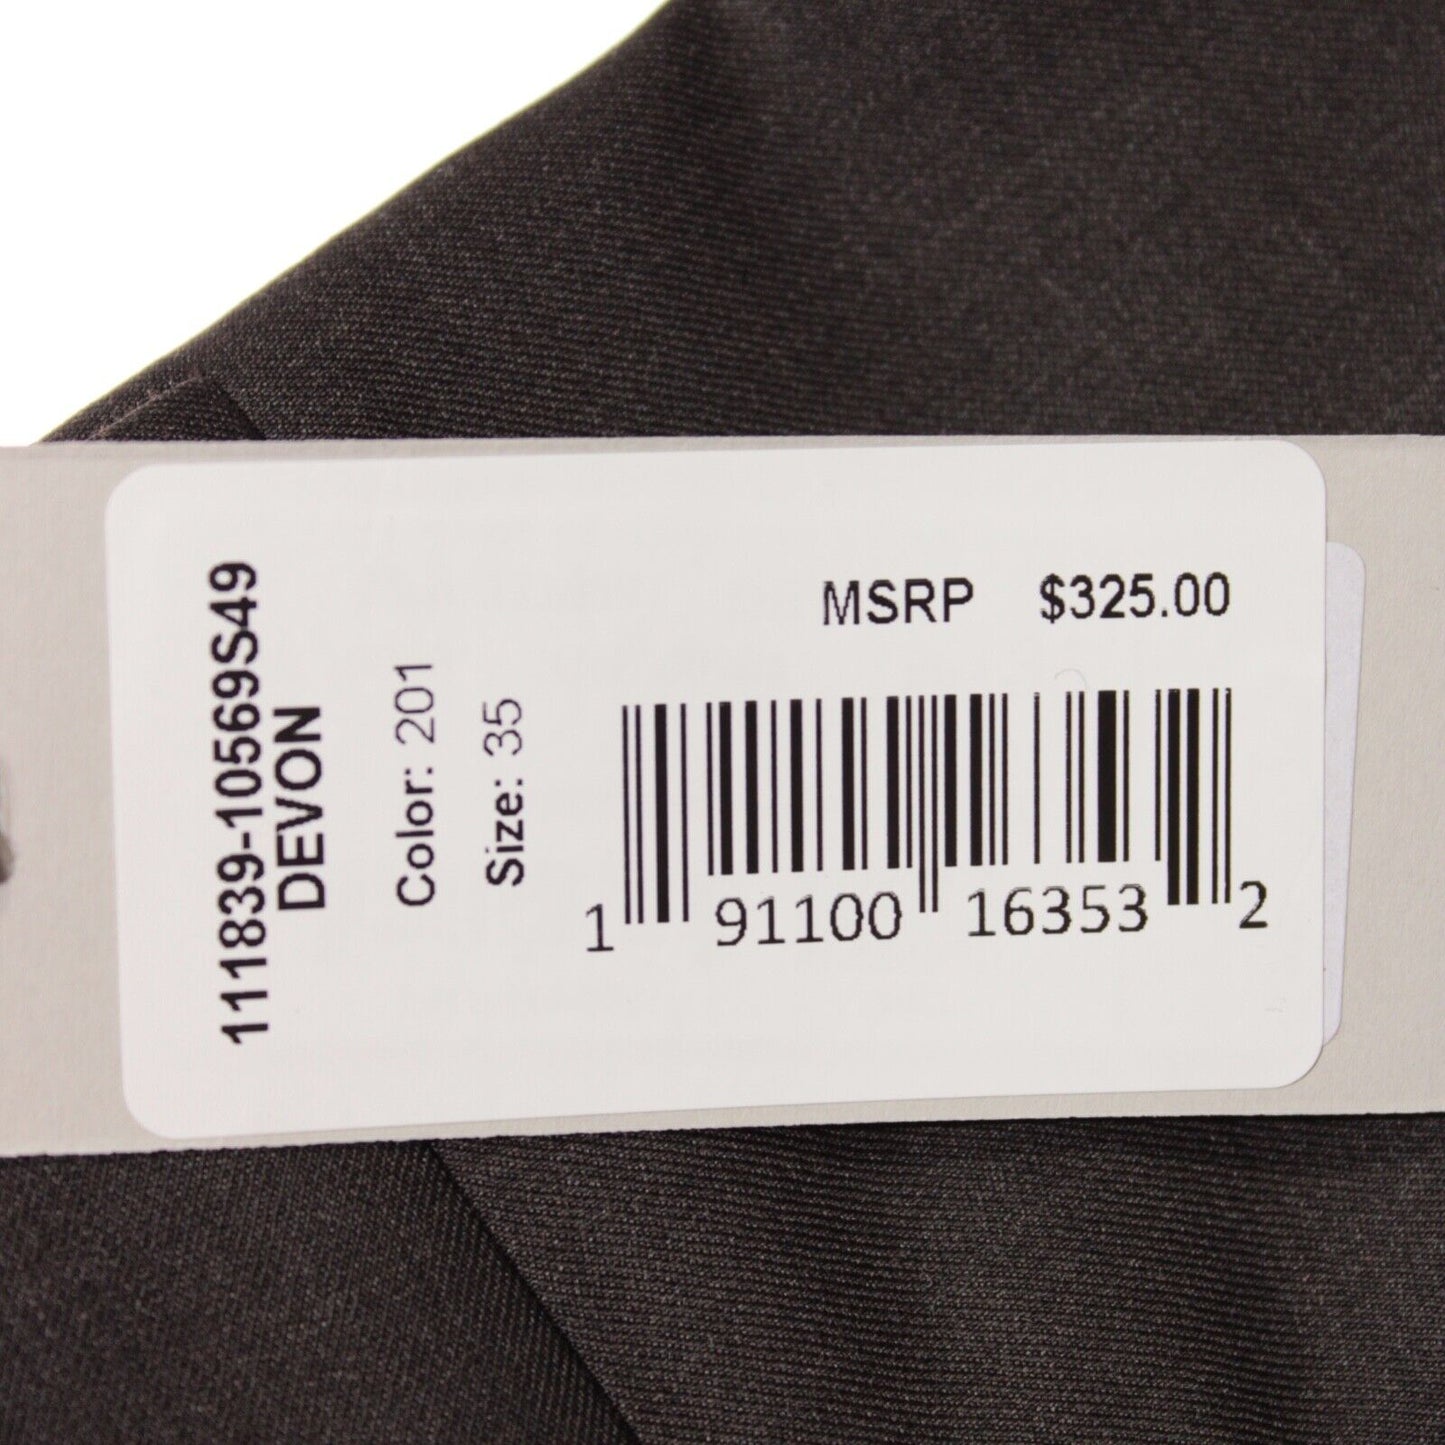 111839-10569S49
DEVON
Color: 201
Size: 35
MSRP $325.00
1 91100 16353 2